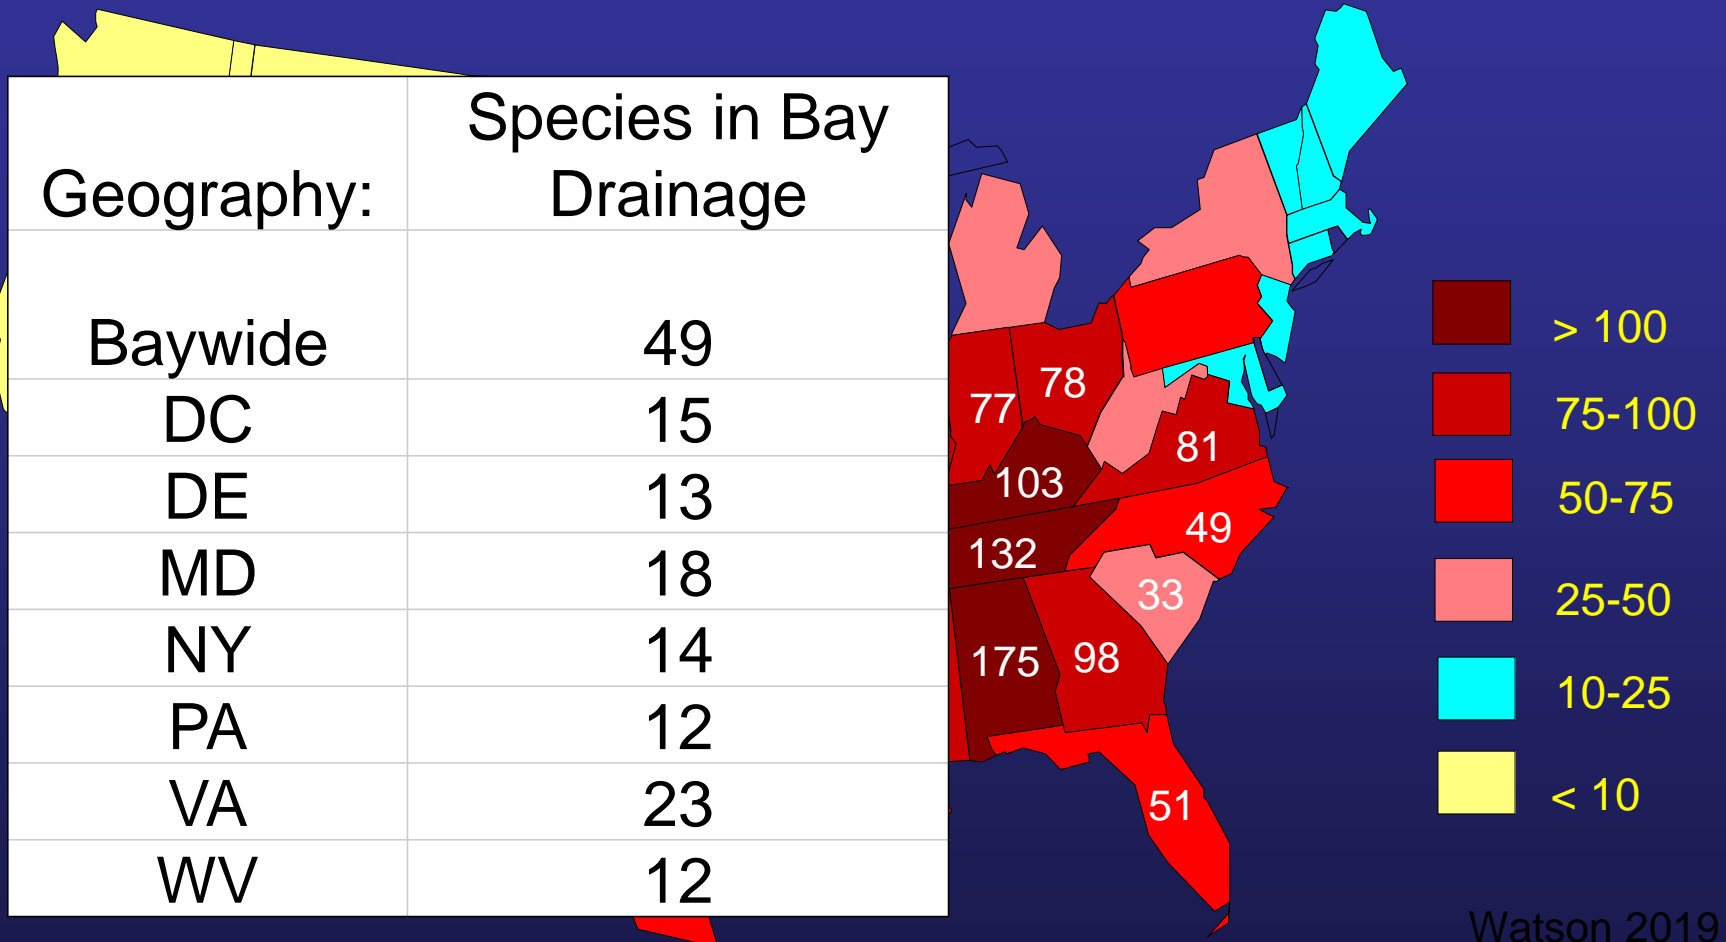 Geography:
Species in Bay
Drainage
Baywide 49
DC 15
DE 13
MD 18
NY 14
PA 12
VA 23
WV 12
77
78
81
103
49
132
33
175
98
51
> 100
75-100
50-75
25-50
10-25
< 10
Watson 2019